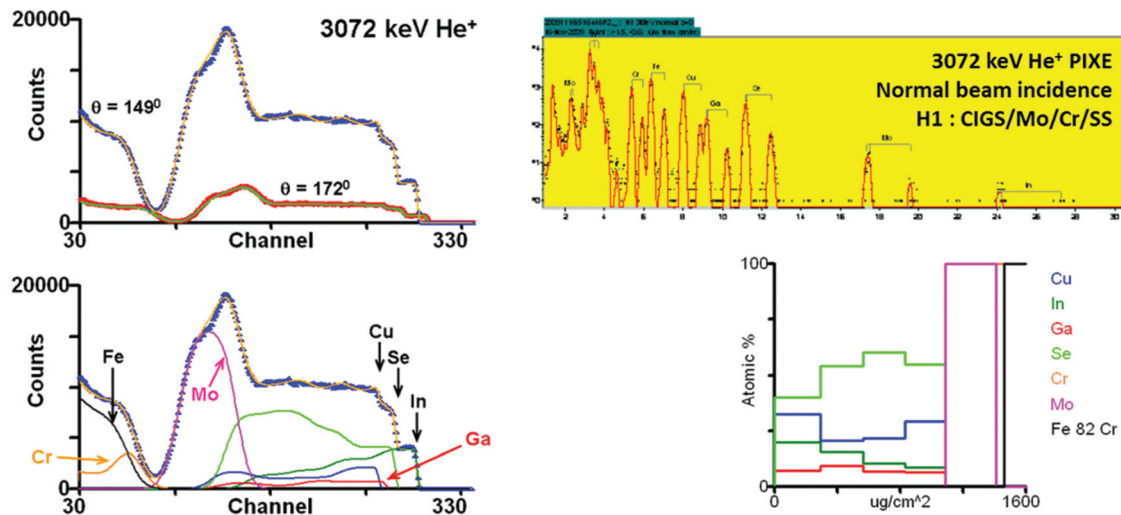 20000
3072 keV He⁺
θ = 149⁰
θ = 172⁰
Counts
0
30
Channel
330
3072 keV He⁺ PIXE
Normal beam incidence
H1 : CIGS/Mo/Cr/SS
Mo
Cr
Fe
Cu
Ga
Mo
In
2
4
6
8
10
12
14
16
18
20
22
24
26
28
30
20000
Fe
Mo
Cu
Se
In
Cr
Ga
Counts
0
30
Channel
330
100
Atomic %
0
0
ug/cm^2
1600
Cu
In
Ga
Se
Cr
Mo
Fe 82 Cr